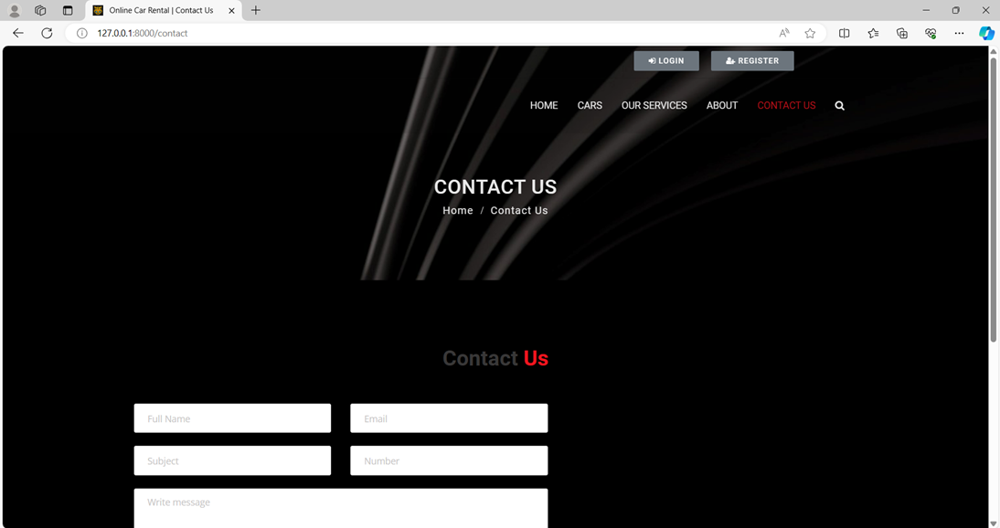 Online Car Rental | Contact Us
127.0.0.1:8000/contact
LOGIN REGISTER
HOME CARS OUR SERVICES ABOUT CONTACT US
CONTACT US
Home / Contact Us
Contact Us
Full Name Email
Subject Number
Write message